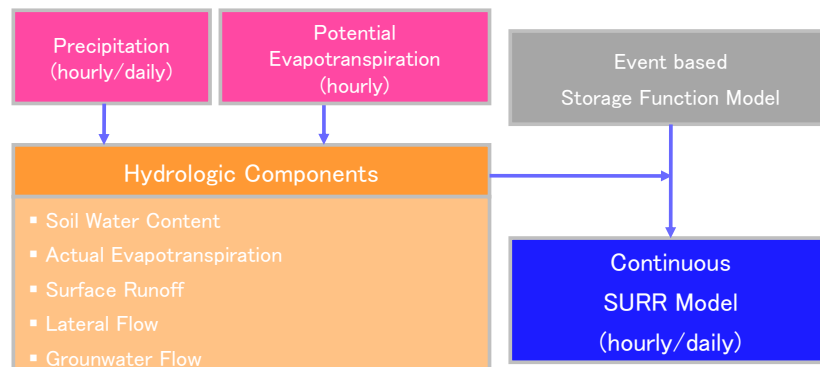 Precipitation
(hourly/daily)
Potential
Evapotranspiration
(hourly)
Event based
Storage Function Model
Hydrologic Components
▪ Soil Water Content
▪ Actual Evapotranspiration
▪ Surface Runoff
▪ Lateral Flow
▪ Grounwater Flow
Continuous
SURR Model
(hourly/daily)